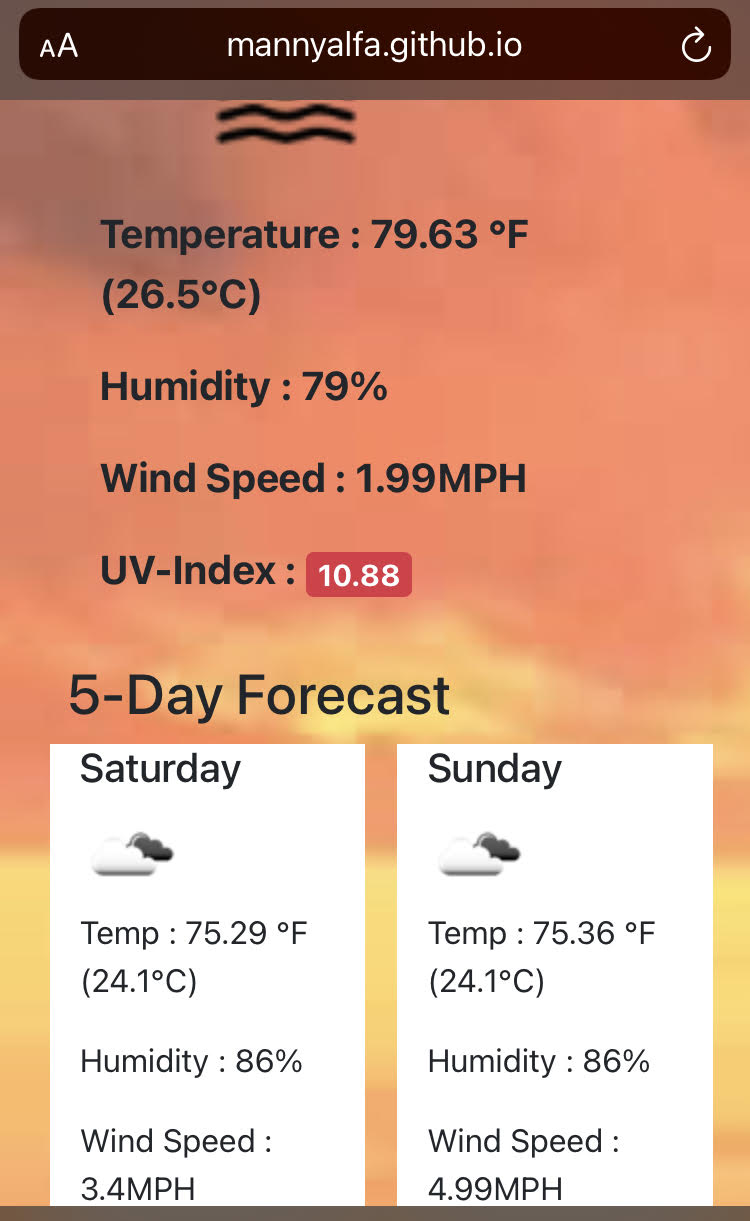 AA
mannyalfa.github.io
Temperature : 79.63 °F
(26.5°C)
Humidity : 79%
Wind Speed : 1.99MPH
UV-Index : 10.88
5-Day Forecast
Saturday
Temp : 75.29 °F
(24.1°C)
Humidity : 86%
Wind Speed :
3.4MPH
Sunday
Temp : 75.36 °F
(24.1°C)
Humidity : 86%
Wind Speed :
4.99MPH